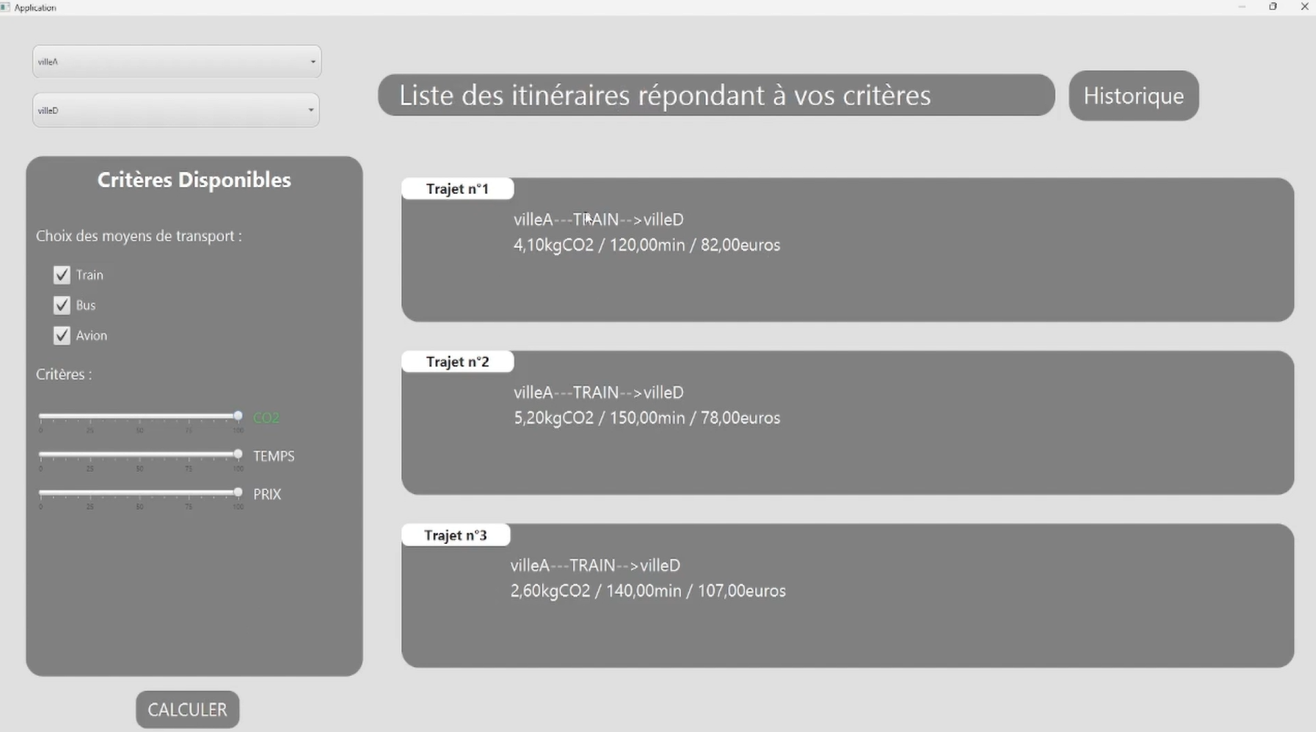 Application
villeA
villeD
Liste des itinéraires répondant à vos critères
Historique
Critères Disponibles
Choix des moyens de transport :
Train
Bus
Avion
Critères :
CO2
0 25 50 75 100
TEMPS
0 25 50 75 100
PRIX
0 25 50 75 100
CALCULER
Trajet n°1
villeA---TRAIN-->villeD
4,10kgCO2 / 120,00min / 82,00euros
Trajet n°2
villeA---TRAIN-->villeD
5,20kgCO2 / 150,00min / 78,00euros
Trajet n°3
villeA---TRAIN-->villeD
2,60kgCO2 / 140,00min / 107,00euros